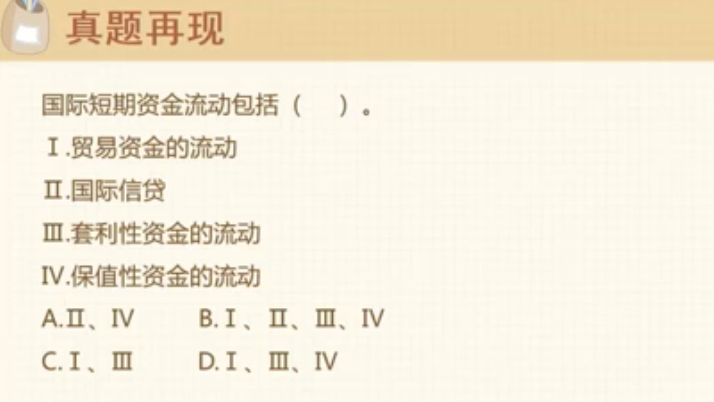 真题再现
国际短期资金流动包括（ ）。
Ⅰ.贸易资金的流动
Ⅱ.国际信贷
Ⅲ.套利性资金的流动
Ⅳ.保值性资金的流动
A.Ⅱ、Ⅳ B.Ⅰ、Ⅱ、Ⅲ、Ⅳ
C.Ⅰ、Ⅲ D.Ⅰ、Ⅲ、Ⅳ